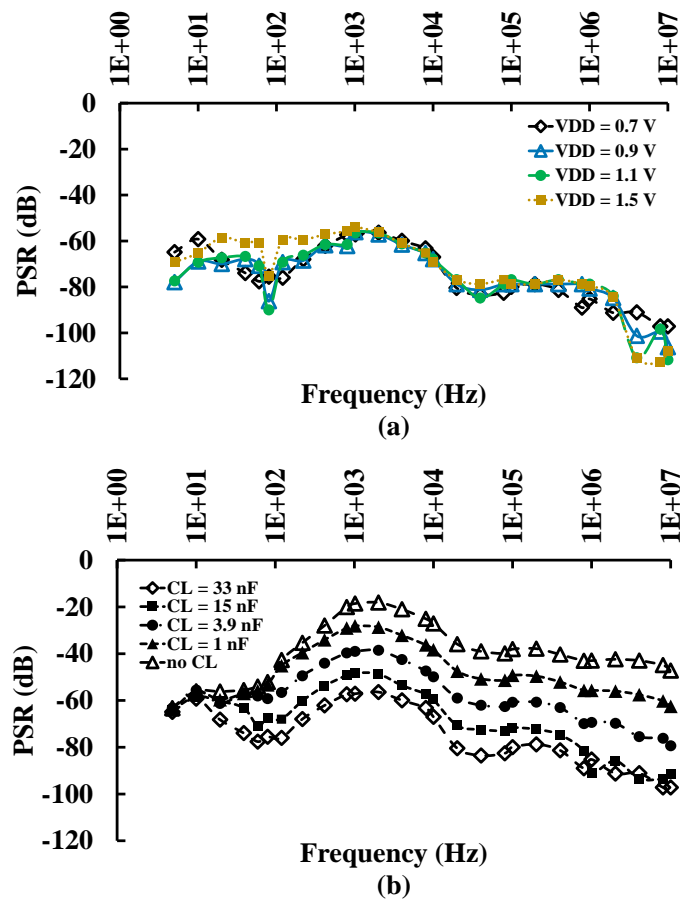 1E+00 1E+01 1E+02 1E+03 1E+04 1E+05 1E+06 1E+07
0
-20
-40
-60
-80
-100
-120
PSR (dB)
VDD = 0.7 V
VDD = 0.9 V
VDD = 1.1 V
VDD = 1.5 V
Frequency (Hz)
(a)
1E+00 1E+01 1E+02 1E+03 1E+04 1E+05 1E+06 1E+07
0
-20
-40
-60
-80
-100
-120
PSR (dB)
CL = 33 nF
CL = 15 nF
CL = 3.9 nF
CL = 1 nF
no CL
Frequency (Hz)
(b)